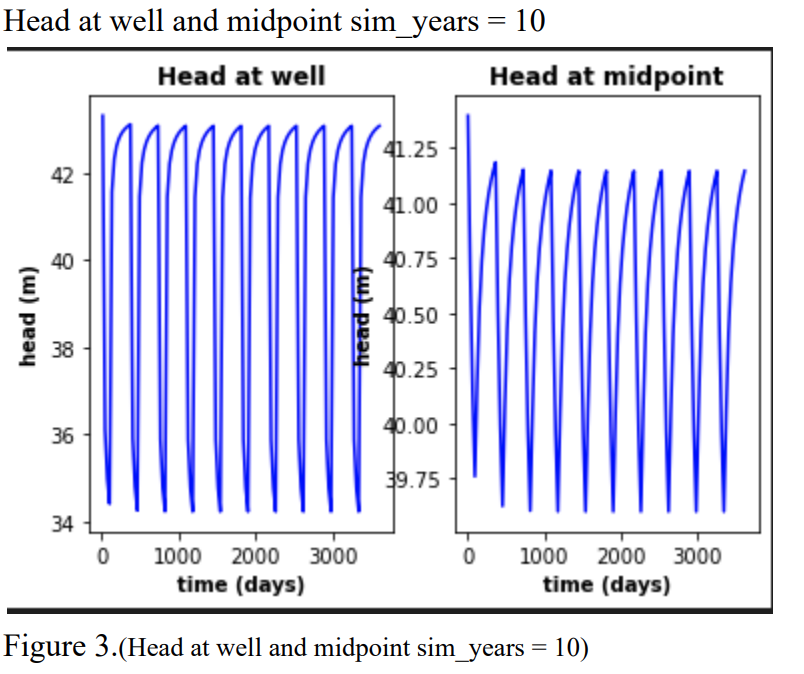 Head at well and midpoint sim_years = 10
Head at well
Head at midpoint
head (m)
42
40
38
36
34
0 1000 2000 3000
time (days)
head (m)
41.25
41.00
40.75
40.50
40.25
40.00
39.75
0 1000 2000 3000
time (days)
Figure 3.(Head at well and midpoint sim_years = 10)